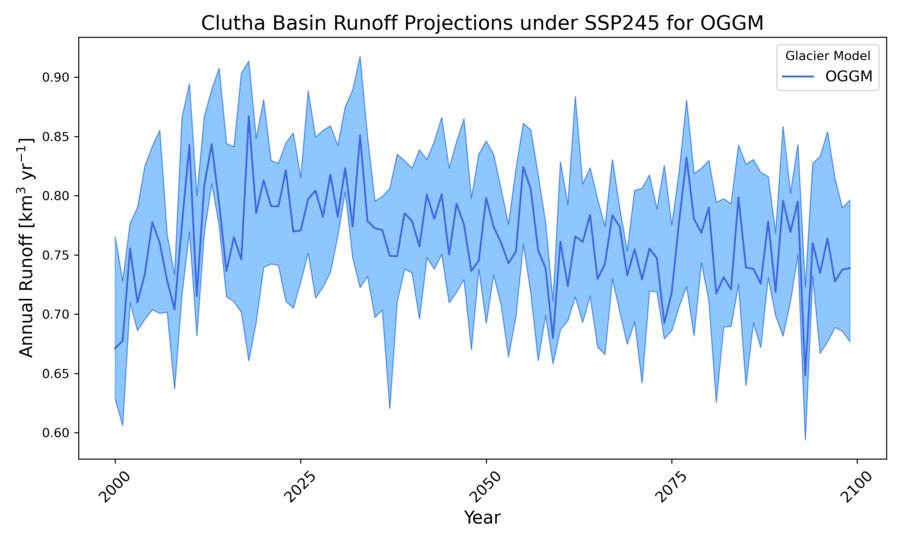 Clutha Basin Runoff Projections under SSP245 for OGGM
Glacier Model
OGGM
Annual Runoff [km³ yr⁻¹]
0.90
0.85
0.80
0.75
0.70
0.65
0.60
2000
2025
2050
2075
2100
Year